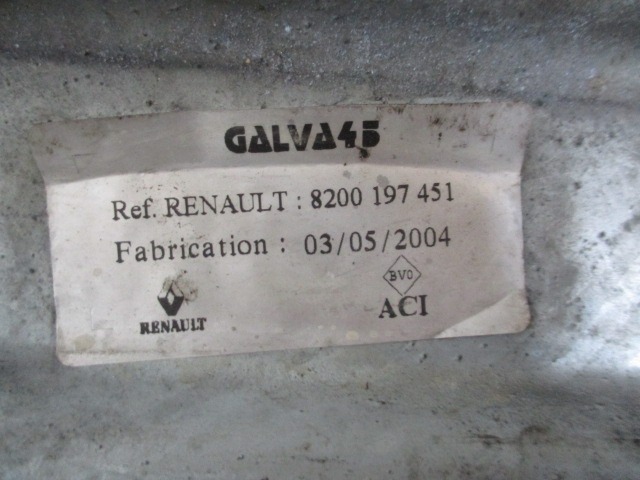 GALVA45
Ref. RENAULT : 8200 197 451
Fabrication : 03/05/2004
BVO
RENAULT
ACI